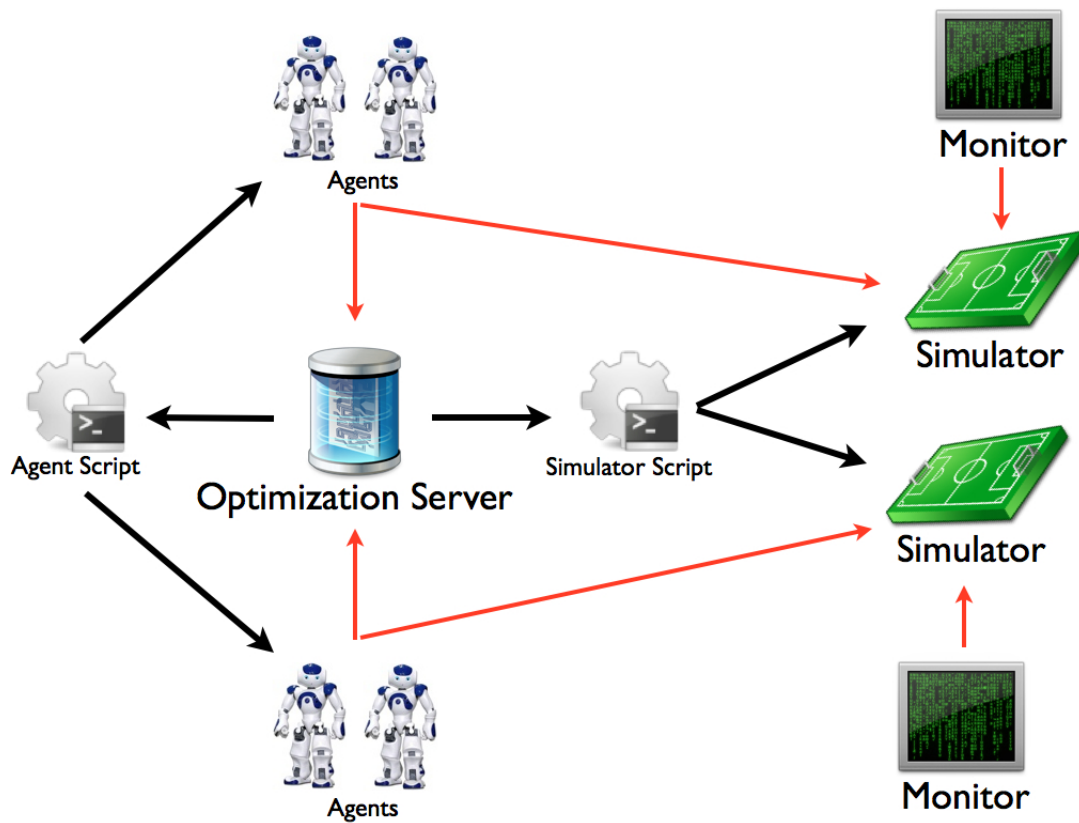 Monitor
Agents
Simulator
Agent Script
>_
Optimization Server
>_
Simulator Script
Simulator
Agents
Monitor